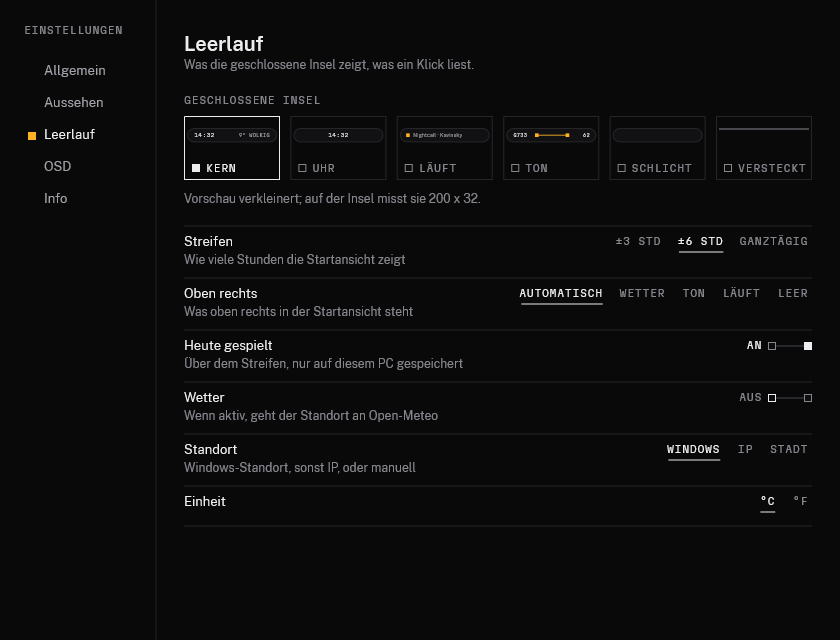 EINSTELLUNGEN
Allgemein
Aussehen
Leerlauf
OSD
Info
Leerlauf
Was die geschlossene Insel zeigt, was ein Klick liest.
GESCHLOSSENE INSEL
14:32 9° WOLKIG
KERN
14:32
UHR
Nightcall · Kavinsky
LÄUFT
G733 62
TON
SCHLICHT
VERSTECKT
Vorschau verkleinert; auf der Insel misst sie 200 x 32.
Streifen ±3 STD ±6 STD GANZTÄGIG
Wie viele Stunden die Startansicht zeigt
Oben rechts AUTOMATISCH WETTER TON LÄUFT LEER
Was oben rechts in der Startansicht steht
Heute gespielt AN
Über dem Streifen, nur auf diesem PC gespeichert
Wetter AUS
Wenn aktiv, geht der Standort an Open-Meteo
Standort WINDOWS IP STADT
Windows-Standort, sonst IP, oder manuell
Einheit °C °F